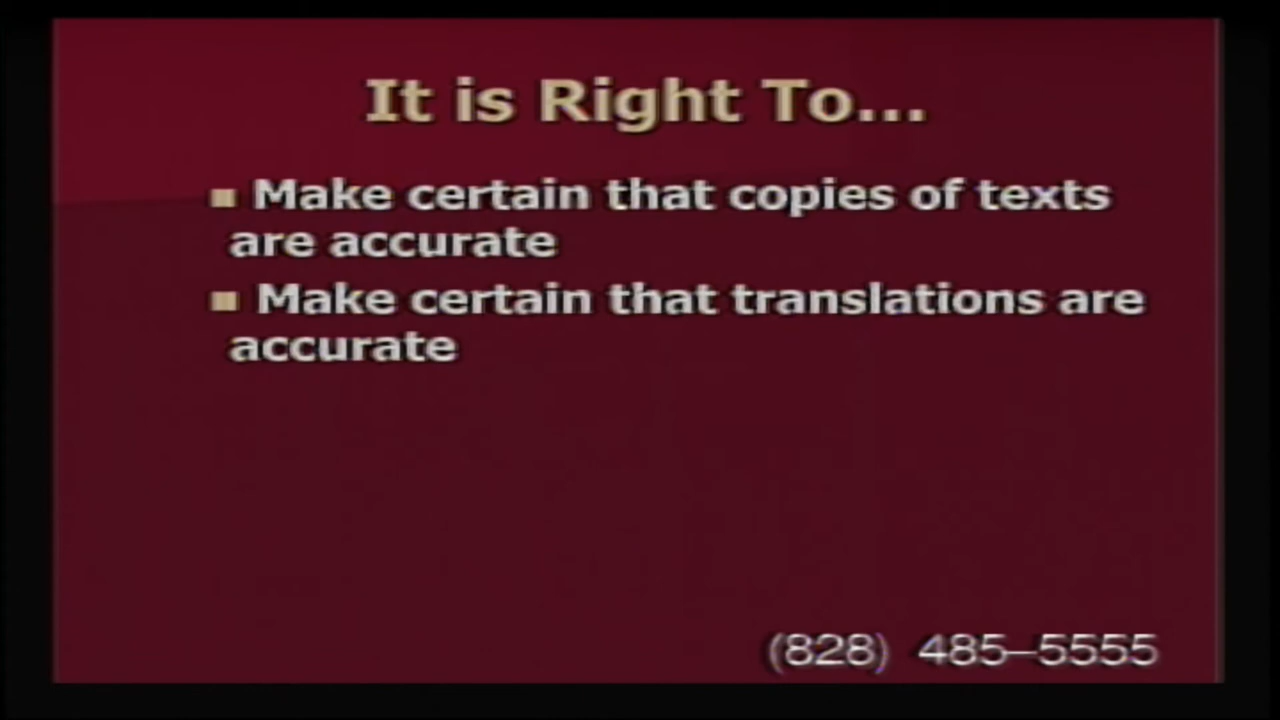 It is Right To...
■ Make certain that copies of texts
are accurate
■ Make certain that translations are
accurate
(828) 485–5555